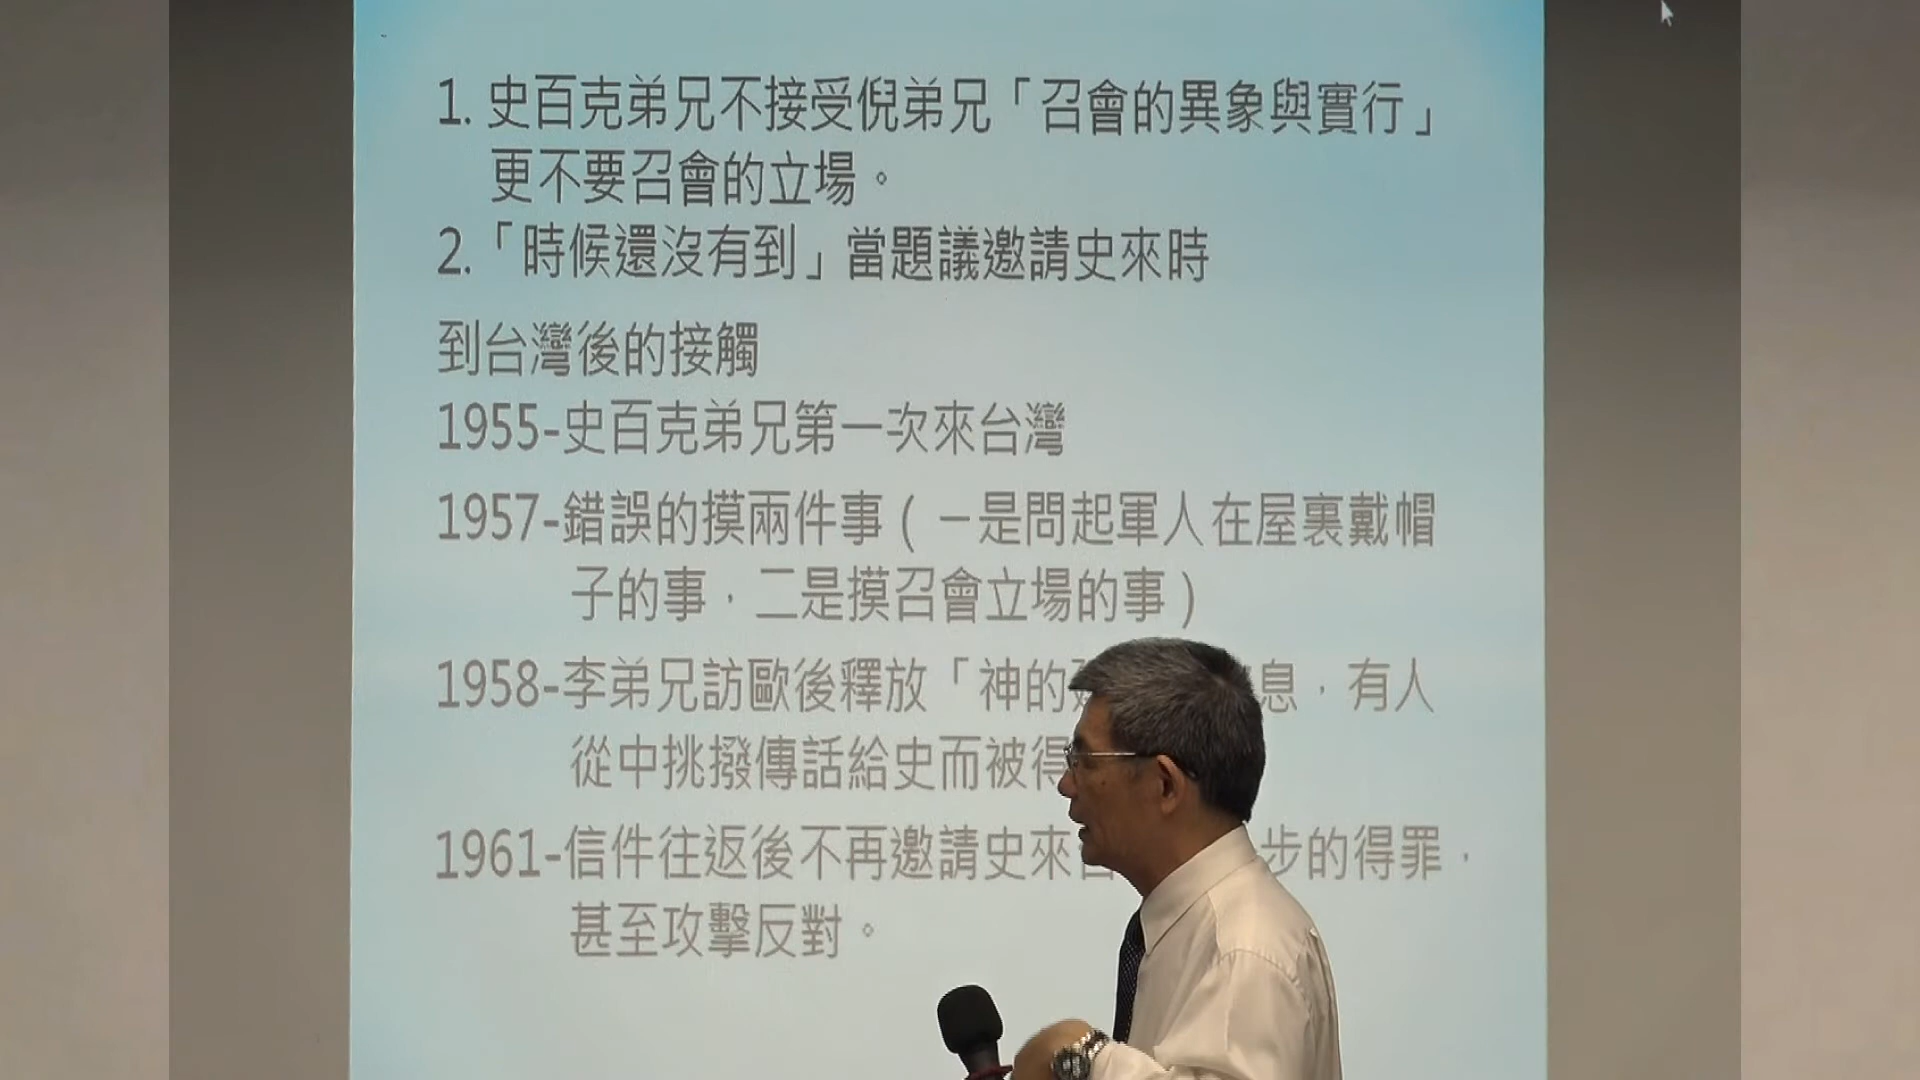 1. 史百克弟兄不接受倪弟兄「召會的異象與實行」
更不要召會的立場。
2.「時候還沒有到」當題議邀請史來時
到台灣後的接觸
1955-史百克弟兄第一次來台灣
1957-錯誤的摸兩件事(一是問起軍人在屋裏戴帽
子的事,二是摸召會立場的事)
1958-李弟兄訪歐後釋放「神的 息,有人
從中挑撥傳話給史而被得
1961-信件往返後不再邀請史來 步的得罪,
甚至攻擊反對。